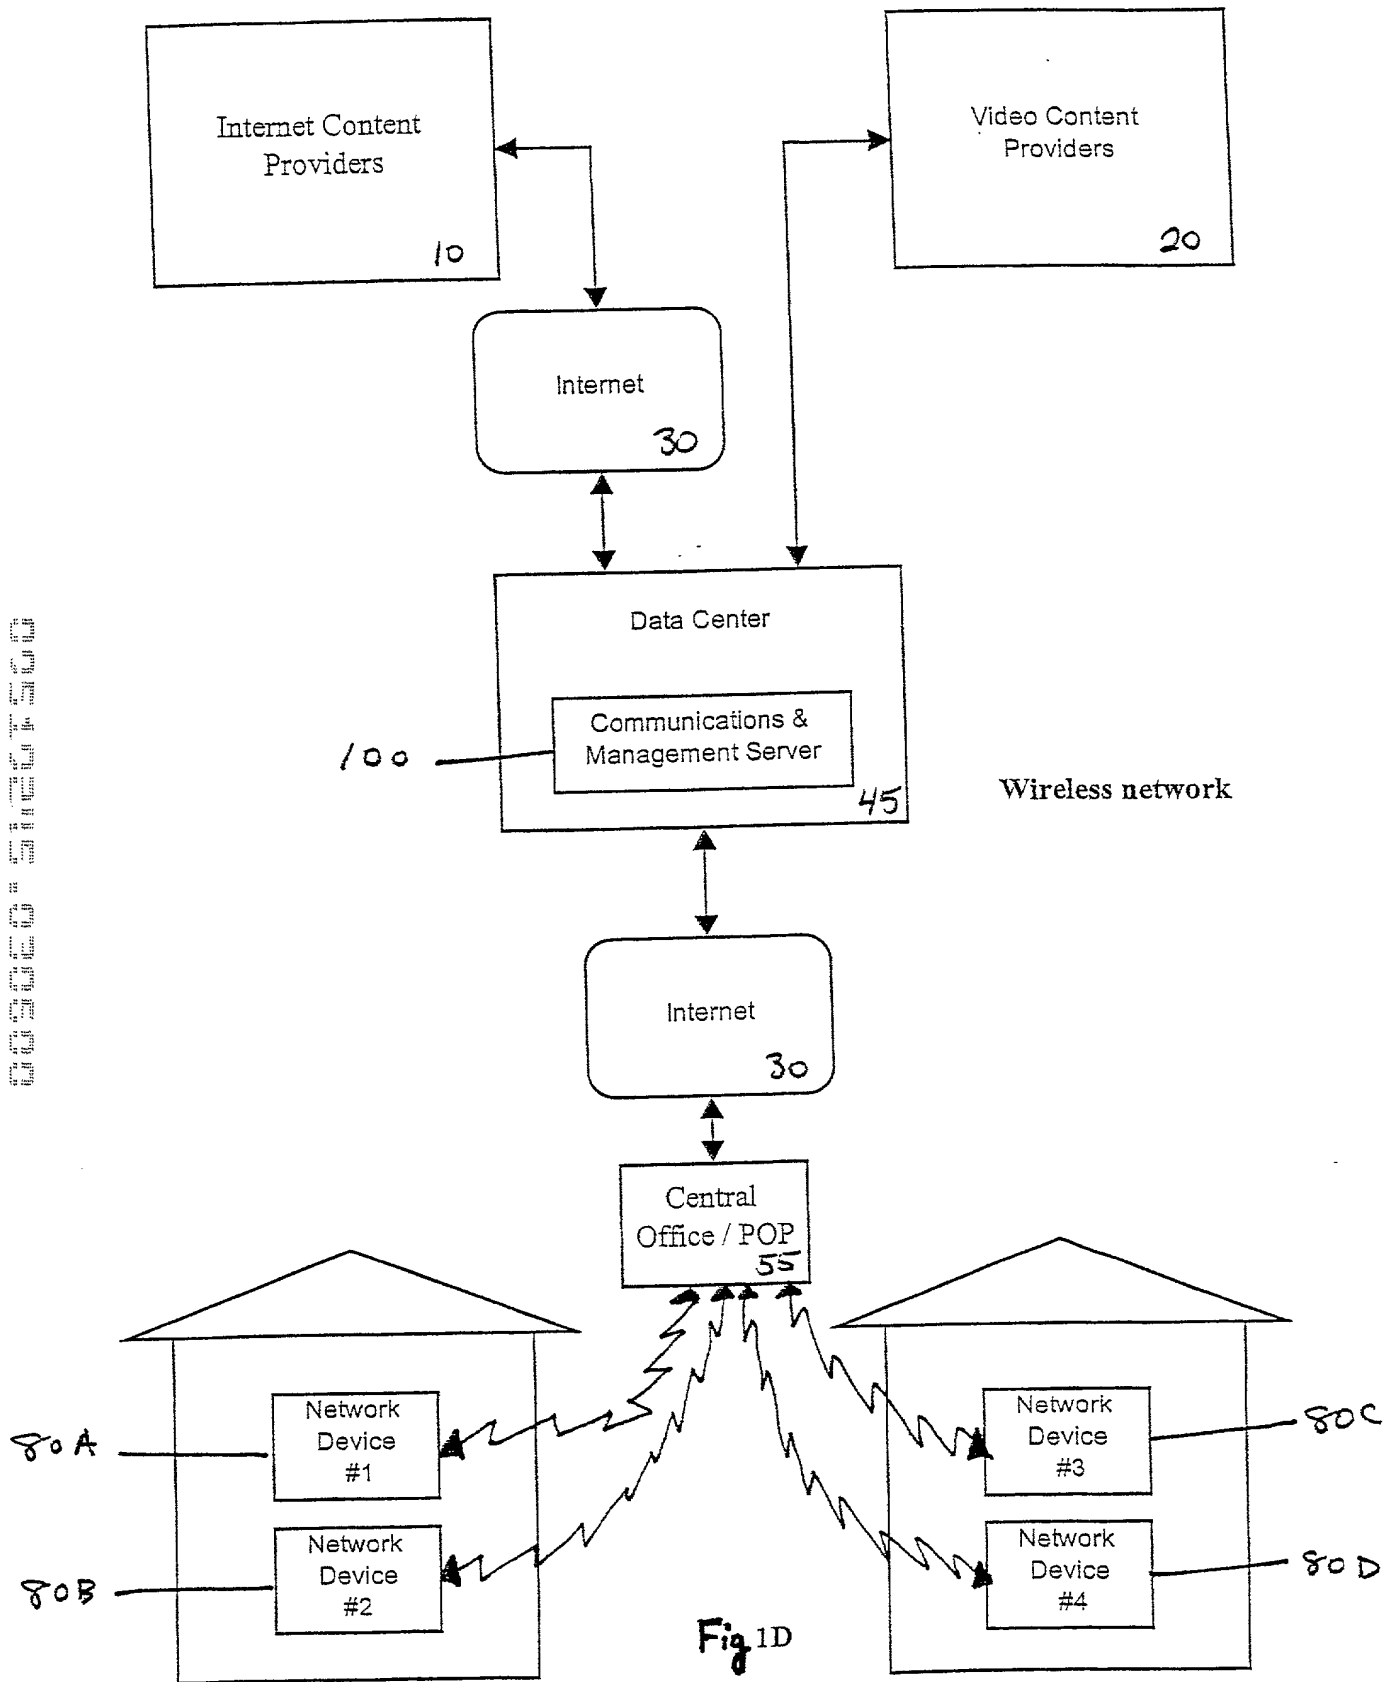 Internet Content
Providers
10
Video Content
Providers
20
Internet
30
Data Center
Communications &
Management Server
100
45
Wireless network
Internet
30
Central
Office / POP
55
Network
Device
#1
80A
Network
Device
#2
80B
Network
Device
#3
80C
Network
Device
#4
80D
Fig 1D